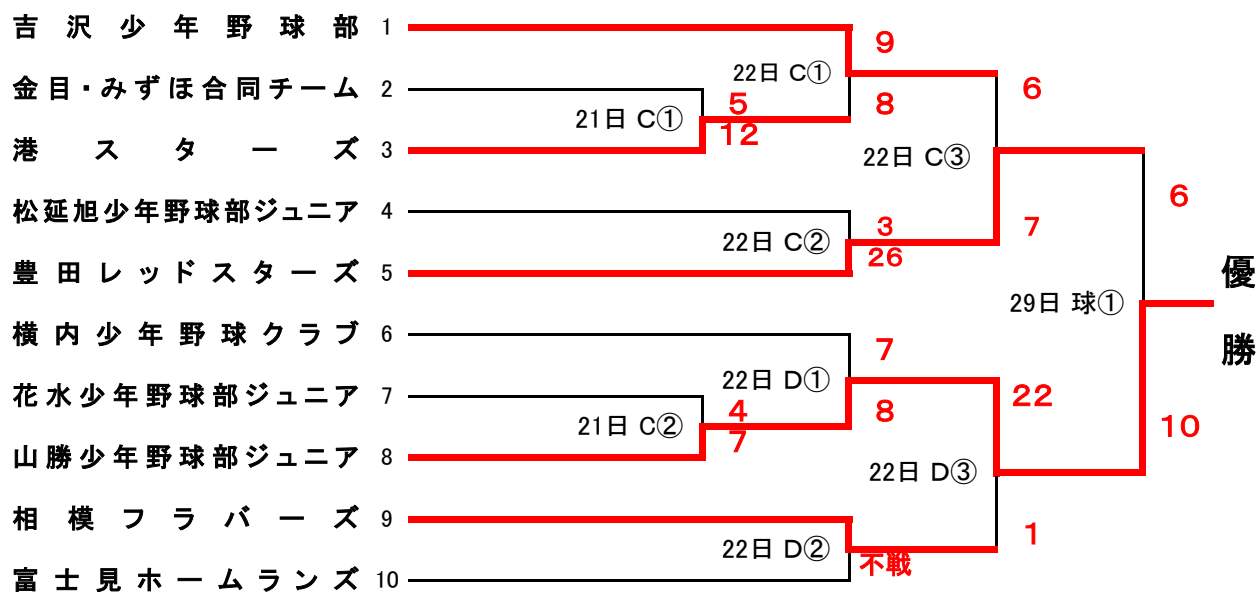 吉沢少年野球部 1
9
22日 C①
6
金目・みずほ合同チーム 2
5
8
21日 C①
12
港スターズ 3
22日 C③
6
松延旭少年野球部ジュニア 4
3
7
22日 C②
26
豊田レッドスターズ 5
優勝
29日 球①
横内少年野球クラブ 6
7
22日 D①
花水少年野球部ジュニア 7
22
4
8
21日 C②
7
10
山勝少年野球部ジュニア 8
22日 D③
相模フラバーズ 9
1
22日 D②
不戦
富士見ホームランズ 10